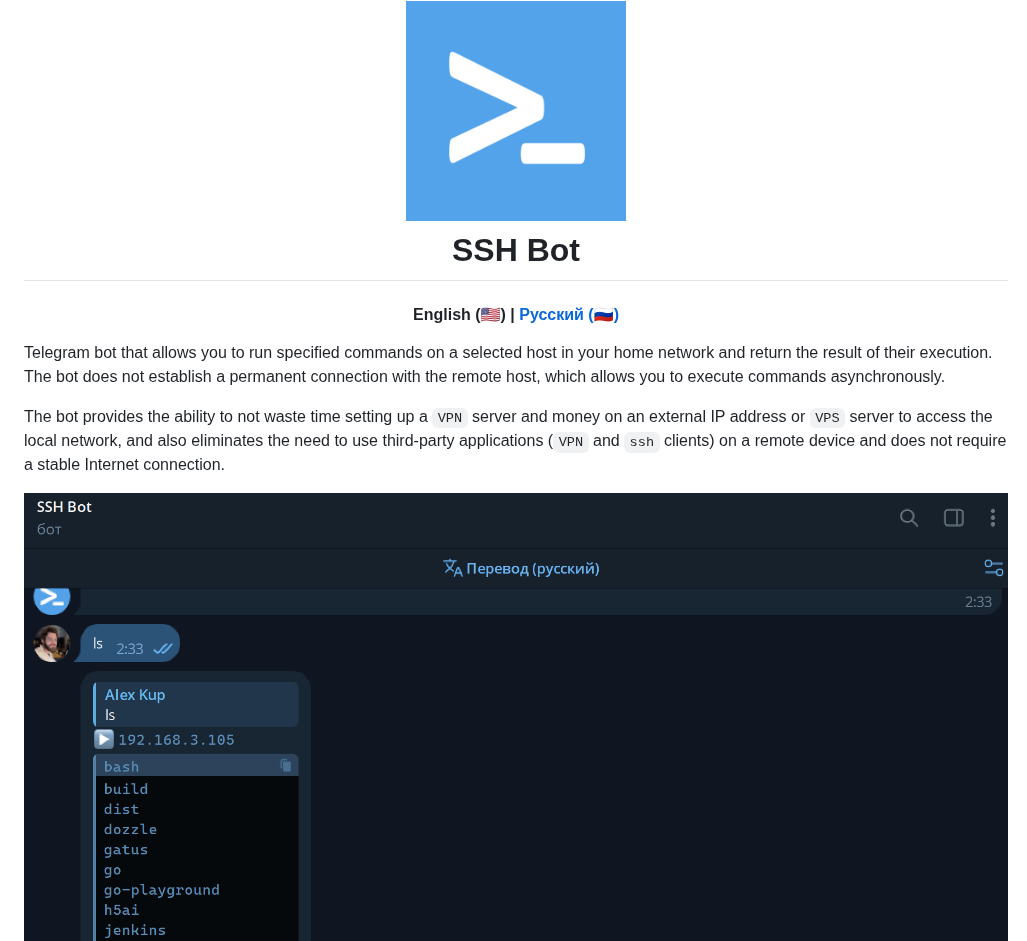 SSH Bot
English (🇺🇸) | Русский (🇷🇺)
Telegram bot that allows you to run specified commands on a selected host in your home network and return the result of their execution.
The bot does not establish a permanent connection with the remote host, which allows you to execute commands asynchronously.
The bot provides the ability to not waste time setting up a VPN server and money on an external IP address or VPS server to access the
local network, and also eliminates the need to use third-party applications ( VPN and ssh clients) on a remote device and does not require
a stable Internet connection.
SSH Bot
бот
Перевод (русский)
2:33
ls 2:33
Alex Kup
ls
192.168.3.105
bash
build
dist
dozzle
gatus
go
go-playground
h5ai
jenkins